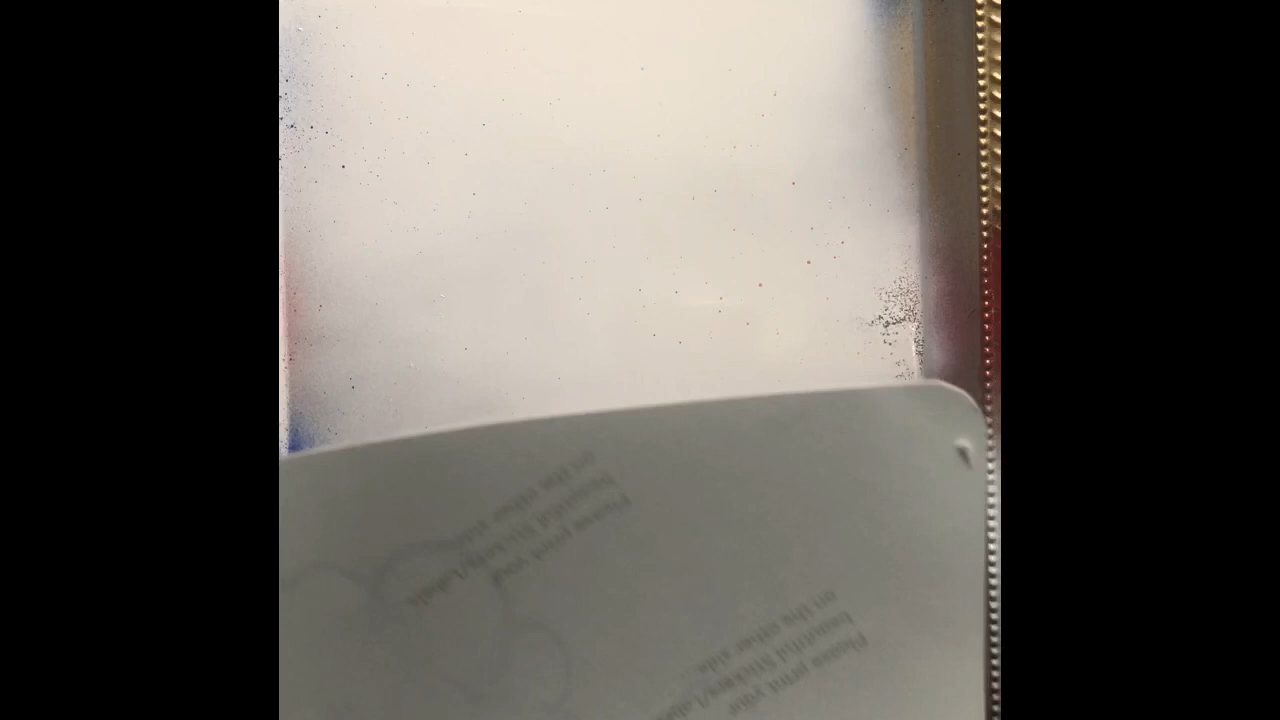 Please print your
beautiful Stickers/Labels
on the other side.
Please print your
beautiful Stickers/Labels
on the other side.